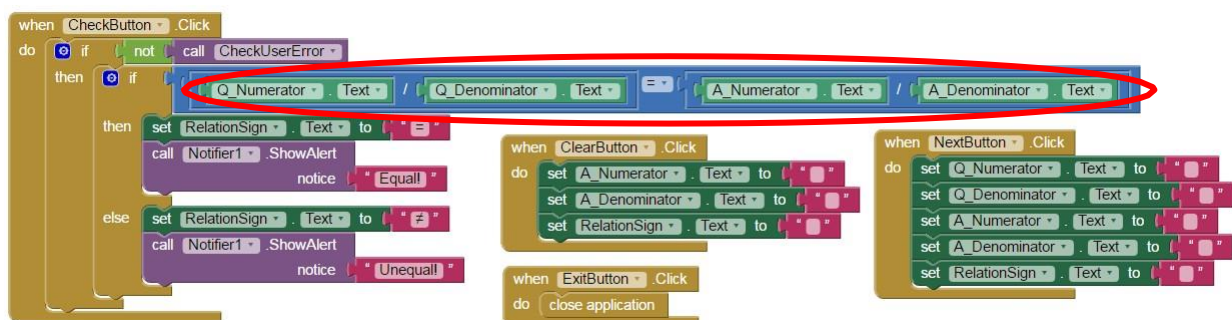 when CheckButton .Click
do if not call CheckUserError
then if Q_Numerator . Text / Q_Denominator . Text = A_Numerator . Text / A_Denominator . Text
then set RelationSign . Text to " = "
call Notifier1 .ShowAlert
notice " Equal! "
else set RelationSign . Text to " ≠ "
call Notifier1 .ShowAlert
notice " Unequal! "
when ClearButton .Click
do set A_Numerator . Text to " "
set A_Denominator . Text to " "
set RelationSign . Text to " "
when ExitButton .Click
do close application
when NextButton .Click
do set Q_Numerator . Text to " "
set Q_Denominator . Text to " "
set A_Numerator . Text to " "
set A_Denominator . Text to " "
set RelationSign . Text to " "